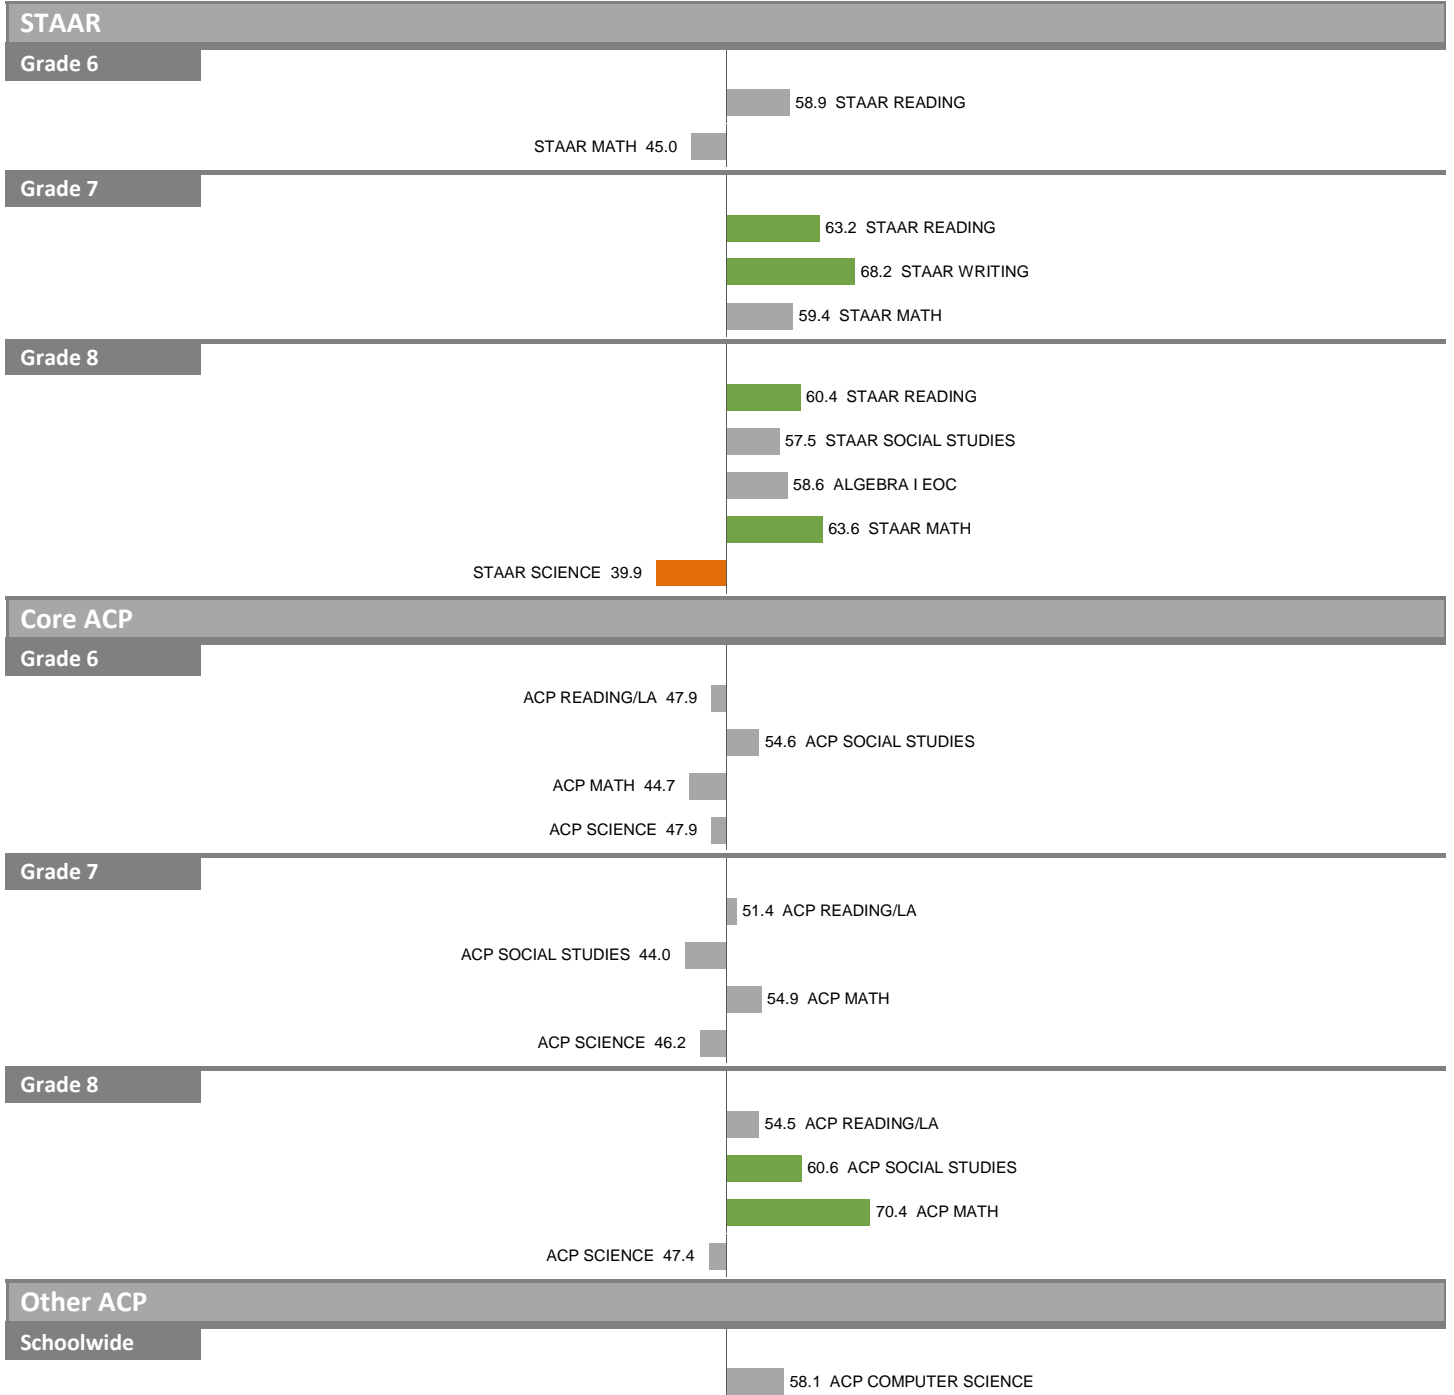 STAAR
Grade 6
58.9 STAAR READING
STAAR MATH 45.0
Grade 7
63.2 STAAR READING
68.2 STAAR WRITING
59.4 STAAR MATH
Grade 8
60.4 STAAR READING
57.5 STAAR SOCIAL STUDIES
58.6 ALGEBRA I EOC
63.6 STAAR MATH
STAAR SCIENCE 39.9
Core ACP
Grade 6
ACP READING/LA 47.9
54.6 ACP SOCIAL STUDIES
ACP MATH 44.7
ACP SCIENCE 47.9
Grade 7
51.4 ACP READING/LA
ACP SOCIAL STUDIES 44.0
54.9 ACP MATH
ACP SCIENCE 46.2
Grade 8
54.5 ACP READING/LA
60.6 ACP SOCIAL STUDIES
70.4 ACP MATH
ACP SCIENCE 47.4
Other ACP
Schoolwide
58.1 ACP COMPUTER SCIENCE